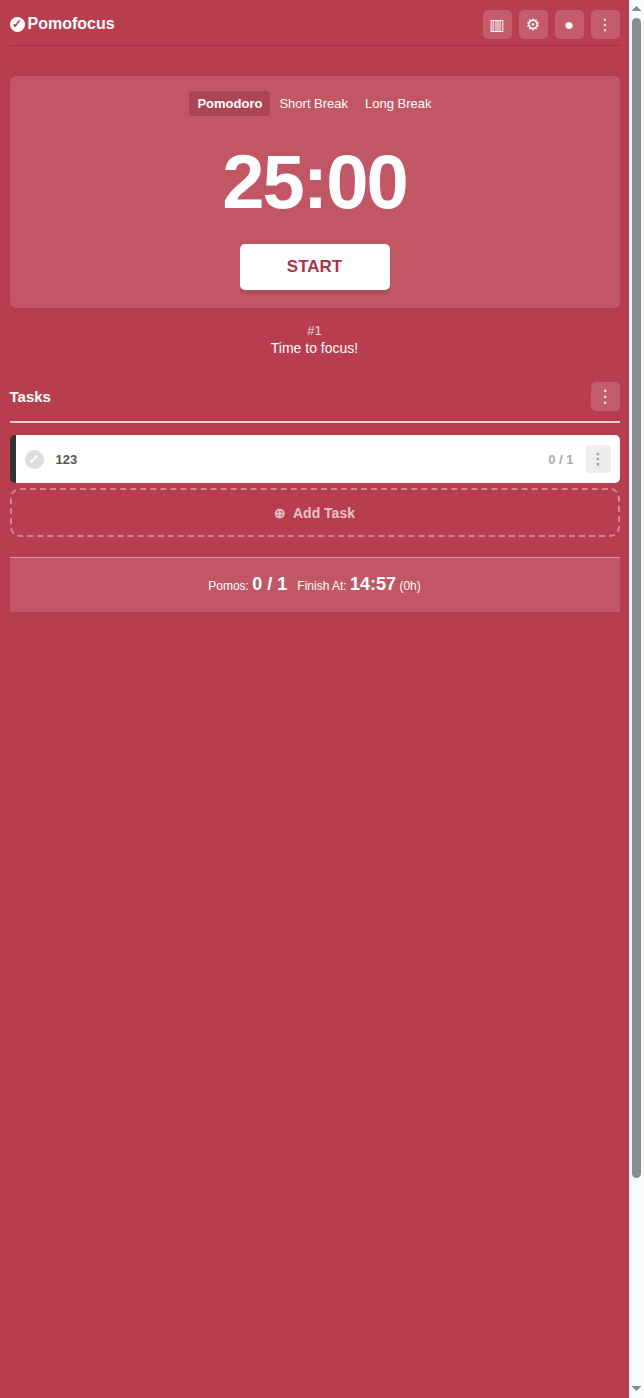 Pomofocus
Pomodoro Short Break Long Break
25:00
START
#1
Time to focus!
Tasks
123 0 / 1
Add Task
Pomos: 0 / 1 Finish At: 14:57 (0h)